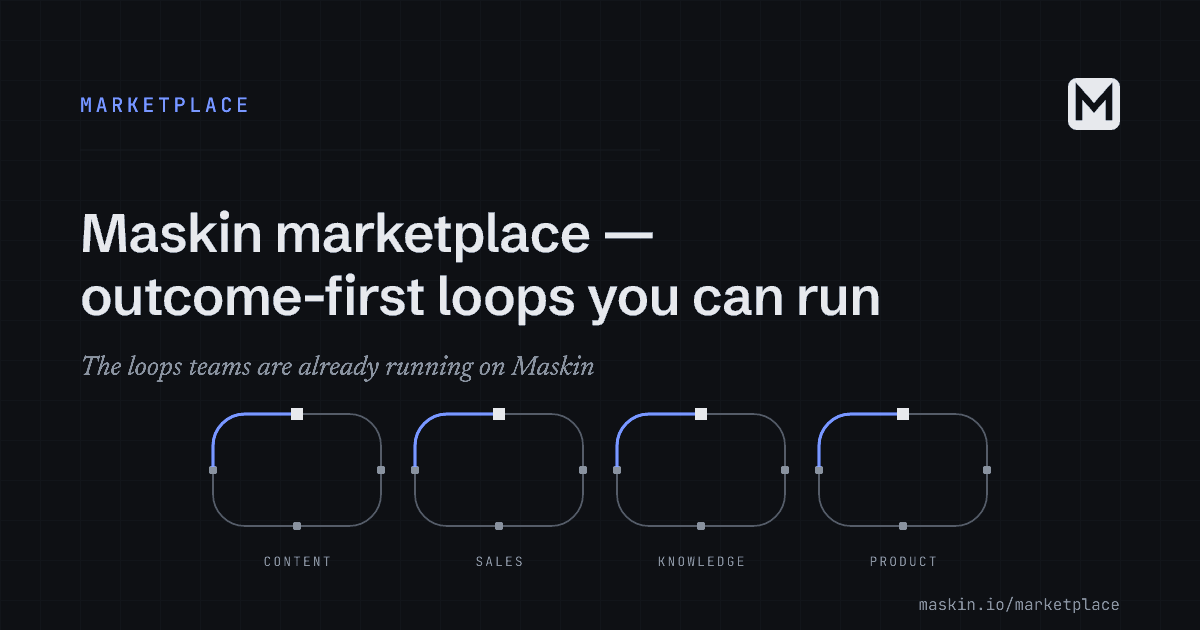 MARKETPLACE
M
Maskin marketplace —
outcome-first loops you can run
The loops teams are already running on Maskin
CONTENT
SALES
KNOWLEDGE
PRODUCT
maskin.io/marketplace